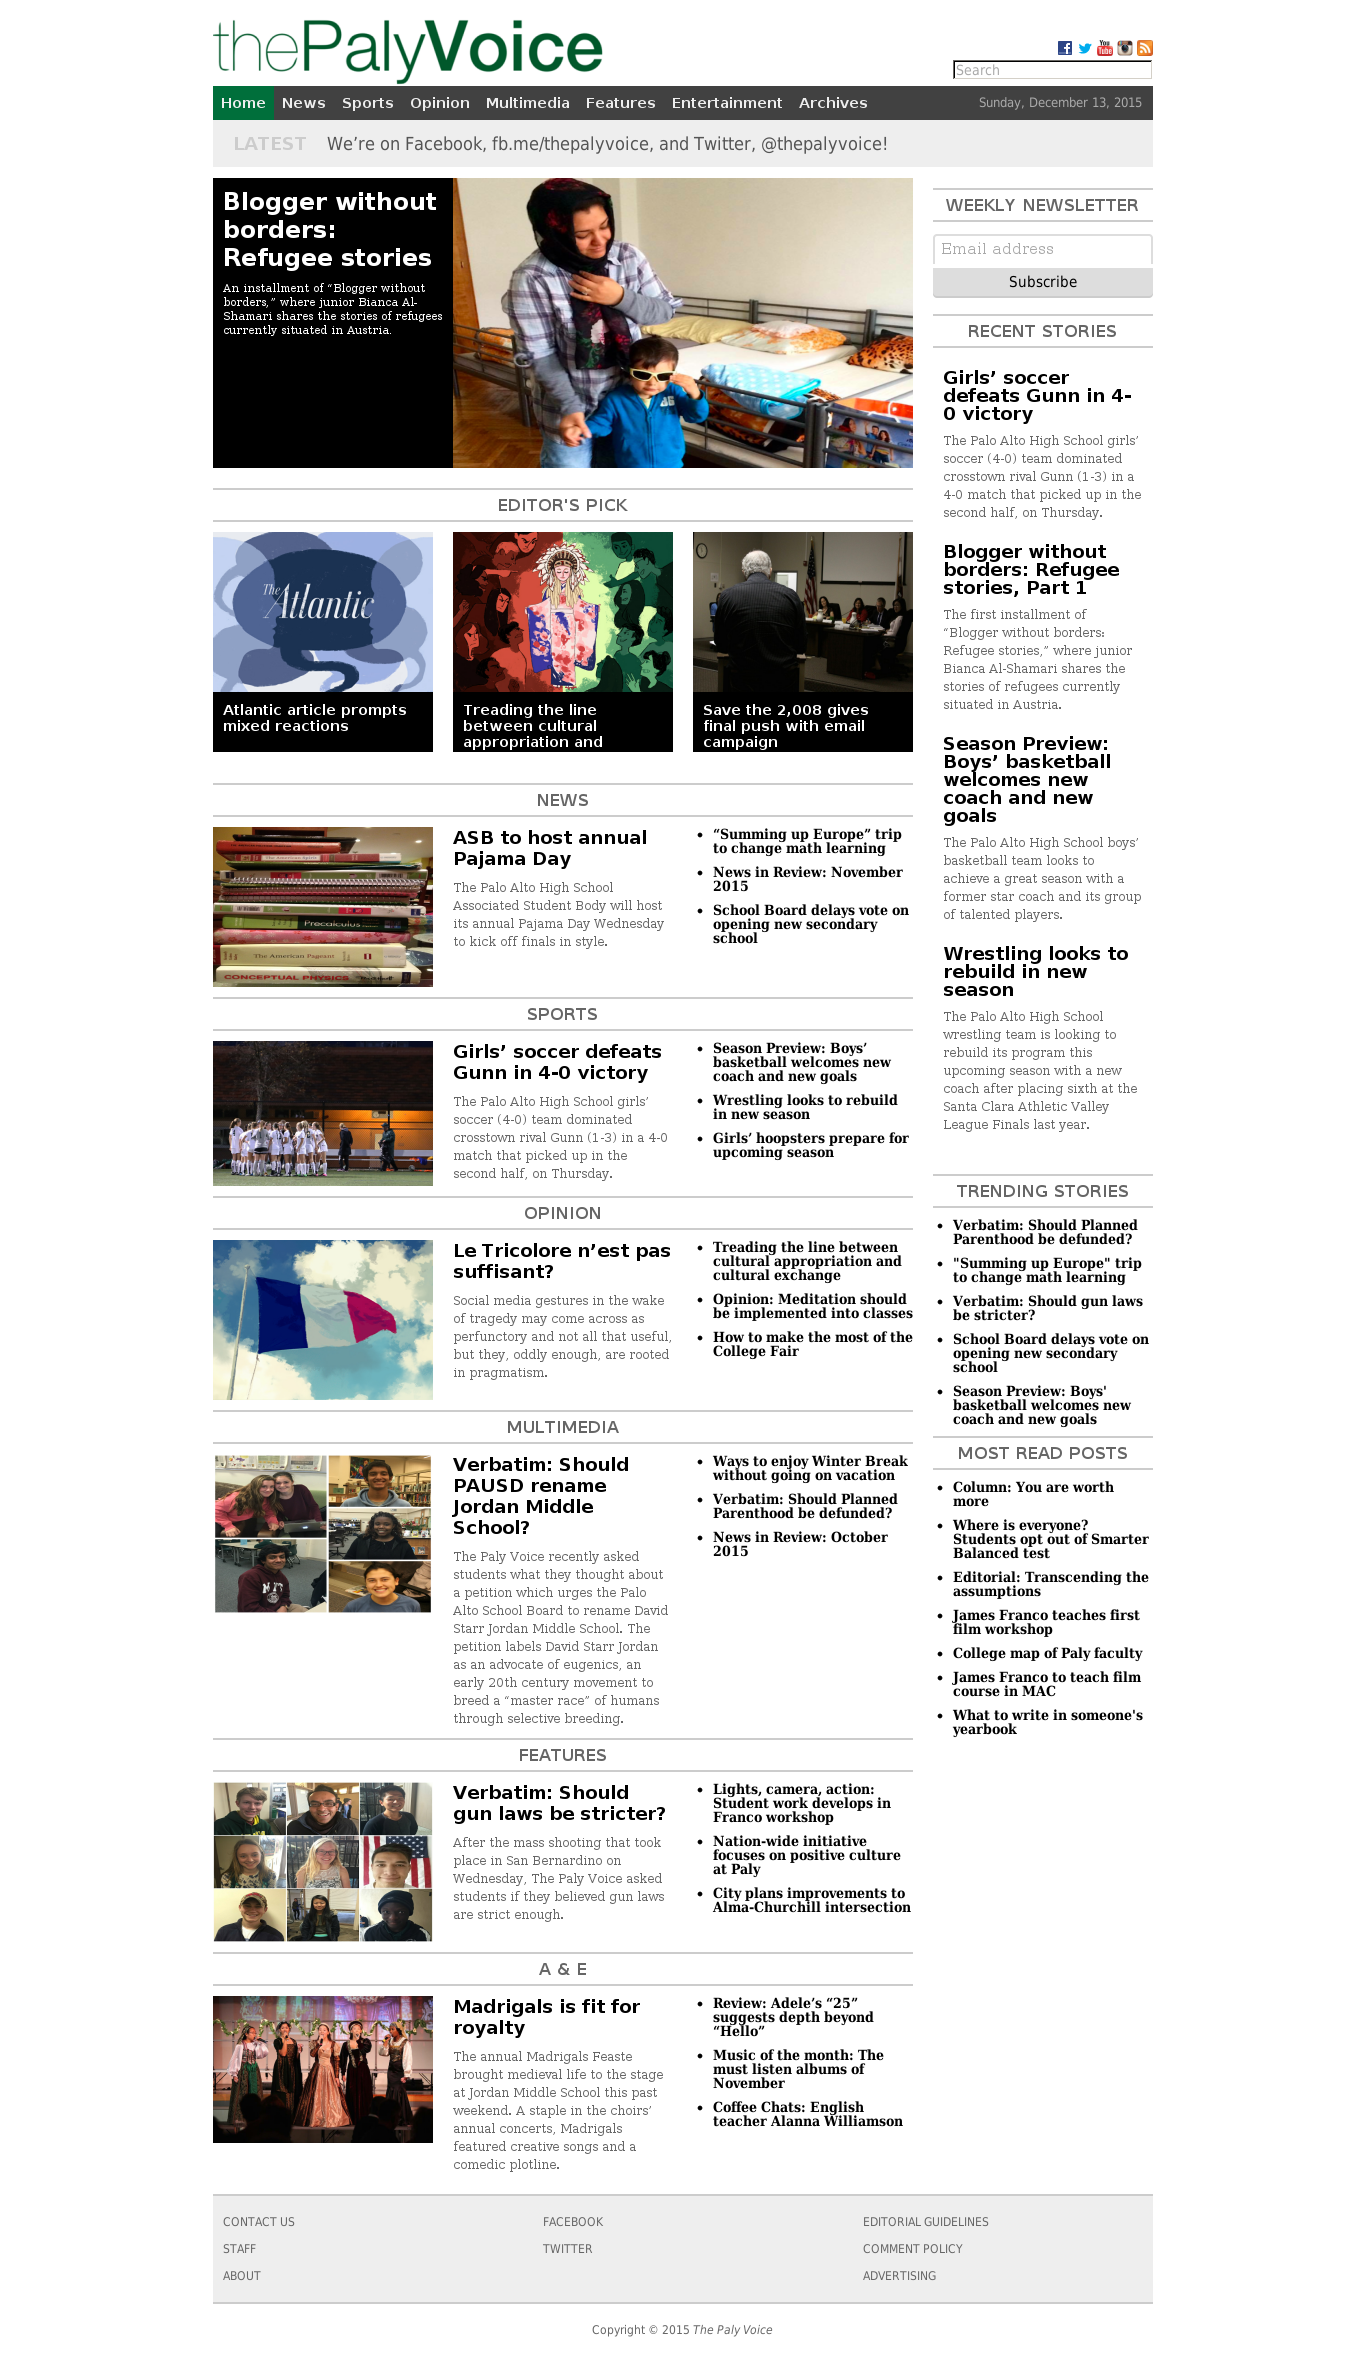 thePalyVoice
Search
Home News Sports Opinion Multimedia Features Entertainment Archives Sunday, December 13, 2015
LATEST We’re on Facebook, fb.me/thepalyvoice, and Twitter, @thepalyvoice!
Blogger without
borders:
Refugee stories
An installment of “Blogger without
borders,” where junior Bianca Al-
Shamari shares the stories of refugees
currently situated in Austria.
EDITOR'S PICK
The Atlantic
Atlantic article prompts
mixed reactions
Treading the line
between cultural
appropriation and
Save the 2,008 gives
final push with email
campaign
NEWS
Precalculus
The American Pageant
CONCEPTUAL PHYSICS
ASB to host annual
Pajama Day
The Palo Alto High School
Associated Student Body will host
its annual Pajama Day Wednesday
to kick off finals in style.
“Summing up Europe” trip
to change math learning
News in Review: November
2015
School Board delays vote on
opening new secondary
school
SPORTS
Girls’ soccer defeats
Gunn in 4-0 victory
The Palo Alto High School girls’
soccer (4-0) team dominated
crosstown rival Gunn (1-3) in a 4-0
match that picked up in the
second half, on Thursday.
Season Preview: Boys’
basketball welcomes new
coach and new goals
Wrestling looks to rebuild
in new season
Girls’ hoopsters prepare for
upcoming season
OPINION
Le Tricolore n’est pas
suffisant?
Social media gestures in the wake
of tragedy may come across as
perfunctory and not all that useful,
but they, oddly enough, are rooted
in pragmatism.
Treading the line between
cultural appropriation and
cultural exchange
Opinion: Meditation should
be implemented into classes
How to make the most of the
College Fair
MULTIMEDIA
Verbatim: Should
PAUSD rename
Jordan Middle
School?
The Paly Voice recently asked
students what they thought about
a petition which urges the Palo
Alto School Board to rename David
Starr Jordan Middle School. The
petition labels David Starr Jordan
as an advocate of eugenics, an
early 20th century movement to
breed a “master race” of humans
through selective breeding.
Ways to enjoy Winter Break
without going on vacation
Verbatim: Should Planned
Parenthood be defunded?
News in Review: October
2015
FEATURES
Verbatim: Should
gun laws be stricter?
After the mass shooting that took
place in San Bernardino on
Wednesday, The Paly Voice asked
students if they believed gun laws
are strict enough.
Lights, camera, action:
Student work develops in
Franco workshop
Nation-wide initiative
focuses on positive culture
at Paly
City plans improvements to
Alma-Churchill intersection
A & E
Madrigals is fit for
royalty
The annual Madrigals Feaste
brought medieval life to the stage
at Jordan Middle School this past
weekend. A staple in the choirs’
annual concerts, Madrigals
featured creative songs and a
comedic plotline.
Review: Adele’s “25”
suggests depth beyond
“Hello”
Music of the month: The
must listen albums of
November
Coffee Chats: English
teacher Alanna Williamson
WEEKLY NEWSLETTER
Email address
Subscribe
RECENT STORIES
Girls’ soccer
defeats Gunn in 4-
0 victory
The Palo Alto High School girls’
soccer (4-0) team dominated
crosstown rival Gunn (1-3) in a
4-0 match that picked up in the
second half, on Thursday.
Blogger without
borders: Refugee
stories, Part 1
The first installment of
“Blogger without borders:
Refugee stories,” where junior
Bianca Al-Shamari shares the
stories of refugees currently
situated in Austria.
Season Preview:
Boys’ basketball
welcomes new
coach and new
goals
The Palo Alto High School boys’
basketball team looks to
achieve a great season with a
former star coach and its group
of talented players.
Wrestling looks to
rebuild in new
season
The Palo Alto High School
wrestling team is looking to
rebuild its program this
upcoming season with a new
coach after placing sixth at the
Santa Clara Athletic Valley
League Finals last year.
TRENDING STORIES
Verbatim: Should Planned
Parenthood be defunded?
"Summing up Europe" trip
to change math learning
Verbatim: Should gun laws
be stricter?
School Board delays vote on
opening new secondary
school
Season Preview: Boys'
basketball welcomes new
coach and new goals
MOST READ POSTS
Column: You are worth
more
Where is everyone?
Students opt out of Smarter
Balanced test
Editorial: Transcending the
assumptions
James Franco teaches first
film workshop
College map of Paly faculty
James Franco to teach film
course in MAC
What to write in someone's
yearbook
CONTACT US FACEBOOK EDITORIAL GUIDELINES
STAFF TWITTER COMMENT POLICY
ABOUT ADVERTISING
Copyright © 2015 The Paly Voice